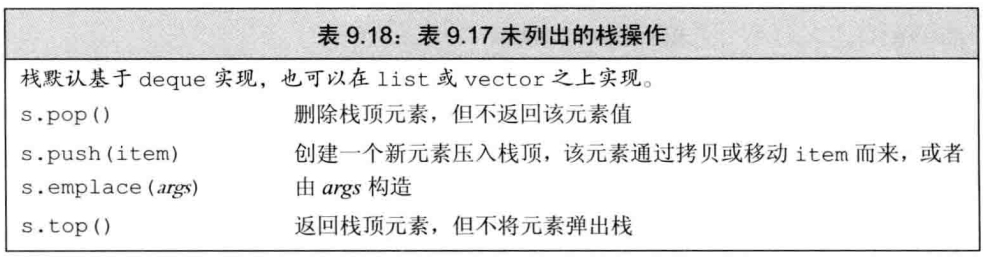 表 9.18：表 9.17 未列出的栈操作
栈默认基于 deque 实现，也可以在 list 或 vector 之上实现。
s.pop() 删除栈顶元素，但不返回该元素值
s.push(item) 创建一个新元素压入栈顶，该元素通过拷贝或移动 item 而来，或者
s.emplace(args) 由 args 构造
s.top() 返回栈顶元素，但不将元素弹出栈